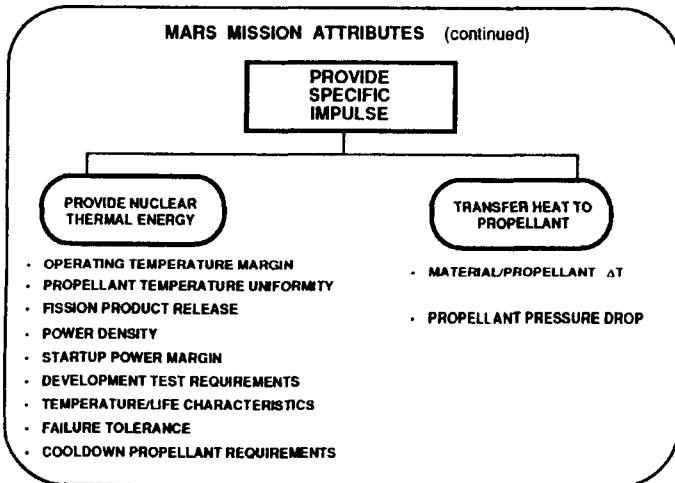 MARS MISSION ATTRIBUTES (continued)
PROVIDE
SPECIFIC
IMPULSE
PROVIDE NUCLEAR
THERMAL ENERGY
· OPERATING TEMPERATURE MARGIN
· PROPELLANT TEMPERATURE UNIFORMITY
· FISSION PRODUCT RELEASE
· POWER DENSITY
· STARTUP POWER MARGIN
· DEVELOPMENT TEST REQUIREMENTS
· TEMPERATURE/LIFE CHARACTERISTICS
· FAILURE TOLERANCE
· COOLDOWN PROPELLANT REQUIREMENTS
TRANSFER HEAT TO
PROPELLANT
· MATERIAL/PROPELLANT ΔT
· PROPELLANT PRESSURE DROP